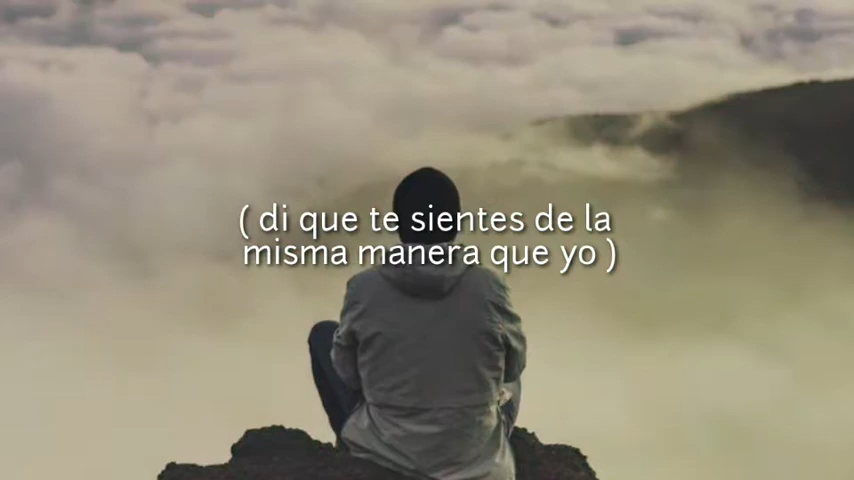 ( di que te sientes de la
misma manera que yo )